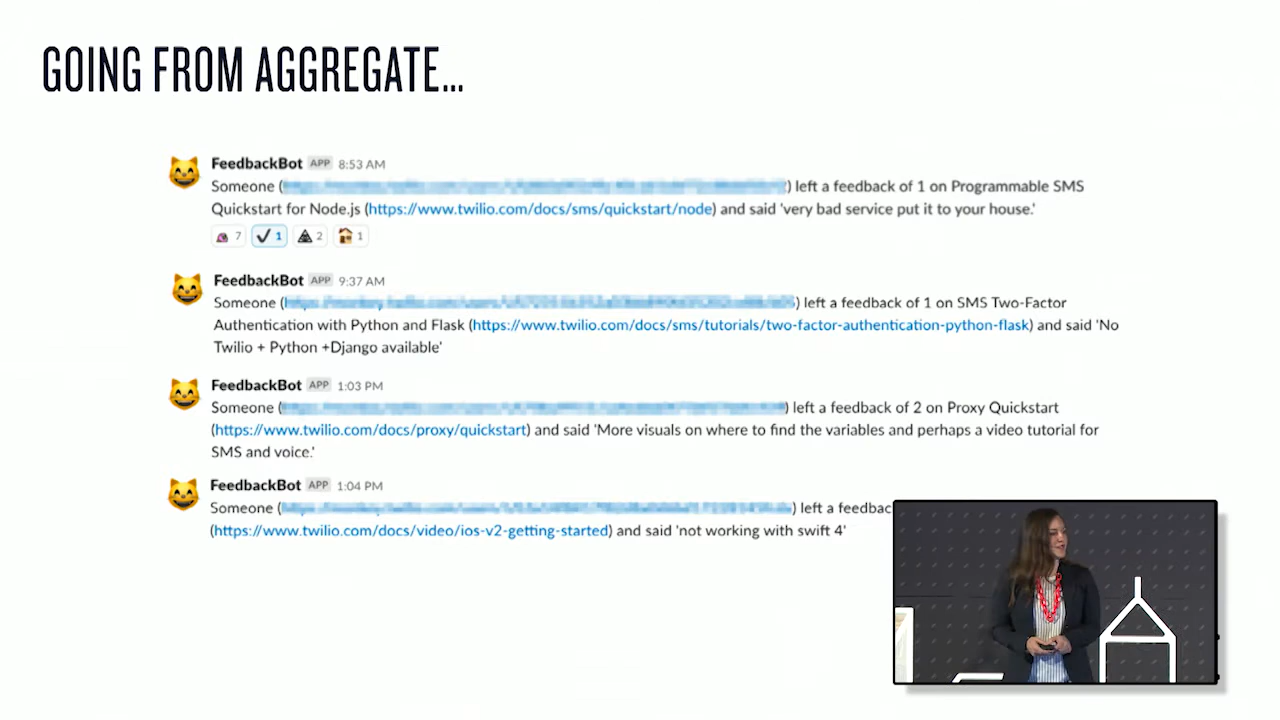 GOING FROM AGGREGATE...
FeedbackBot APP 8:53 AM
Someone ( ) left a feedback of 1 on Programmable SMS
Quickstart for Node.js (https://www.twilio.com/docs/sms/quickstart/node) and said 'very bad service put it to your house.'
7 1 2 1
FeedbackBot APP 9:37 AM
Someone ( ) left a feedback of 1 on SMS Two-Factor
Authentication with Python and Flask (https://www.twilio.com/docs/sms/tutorials/two-factor-authentication-python-flask) and said 'No
Twilio + Python +Django available'
FeedbackBot APP 1:03 PM
Someone ( ) left a feedback of 2 on Proxy Quickstart
(https://www.twilio.com/docs/proxy/quickstart) and said 'More visuals on where to find the variables and perhaps a video tutorial for
SMS and voice.'
FeedbackBot APP 1:04 PM
Someone ( ) left a feedbac
(https://www.twilio.com/docs/video/ios-v2-getting-started) and said 'not working with swift 4'